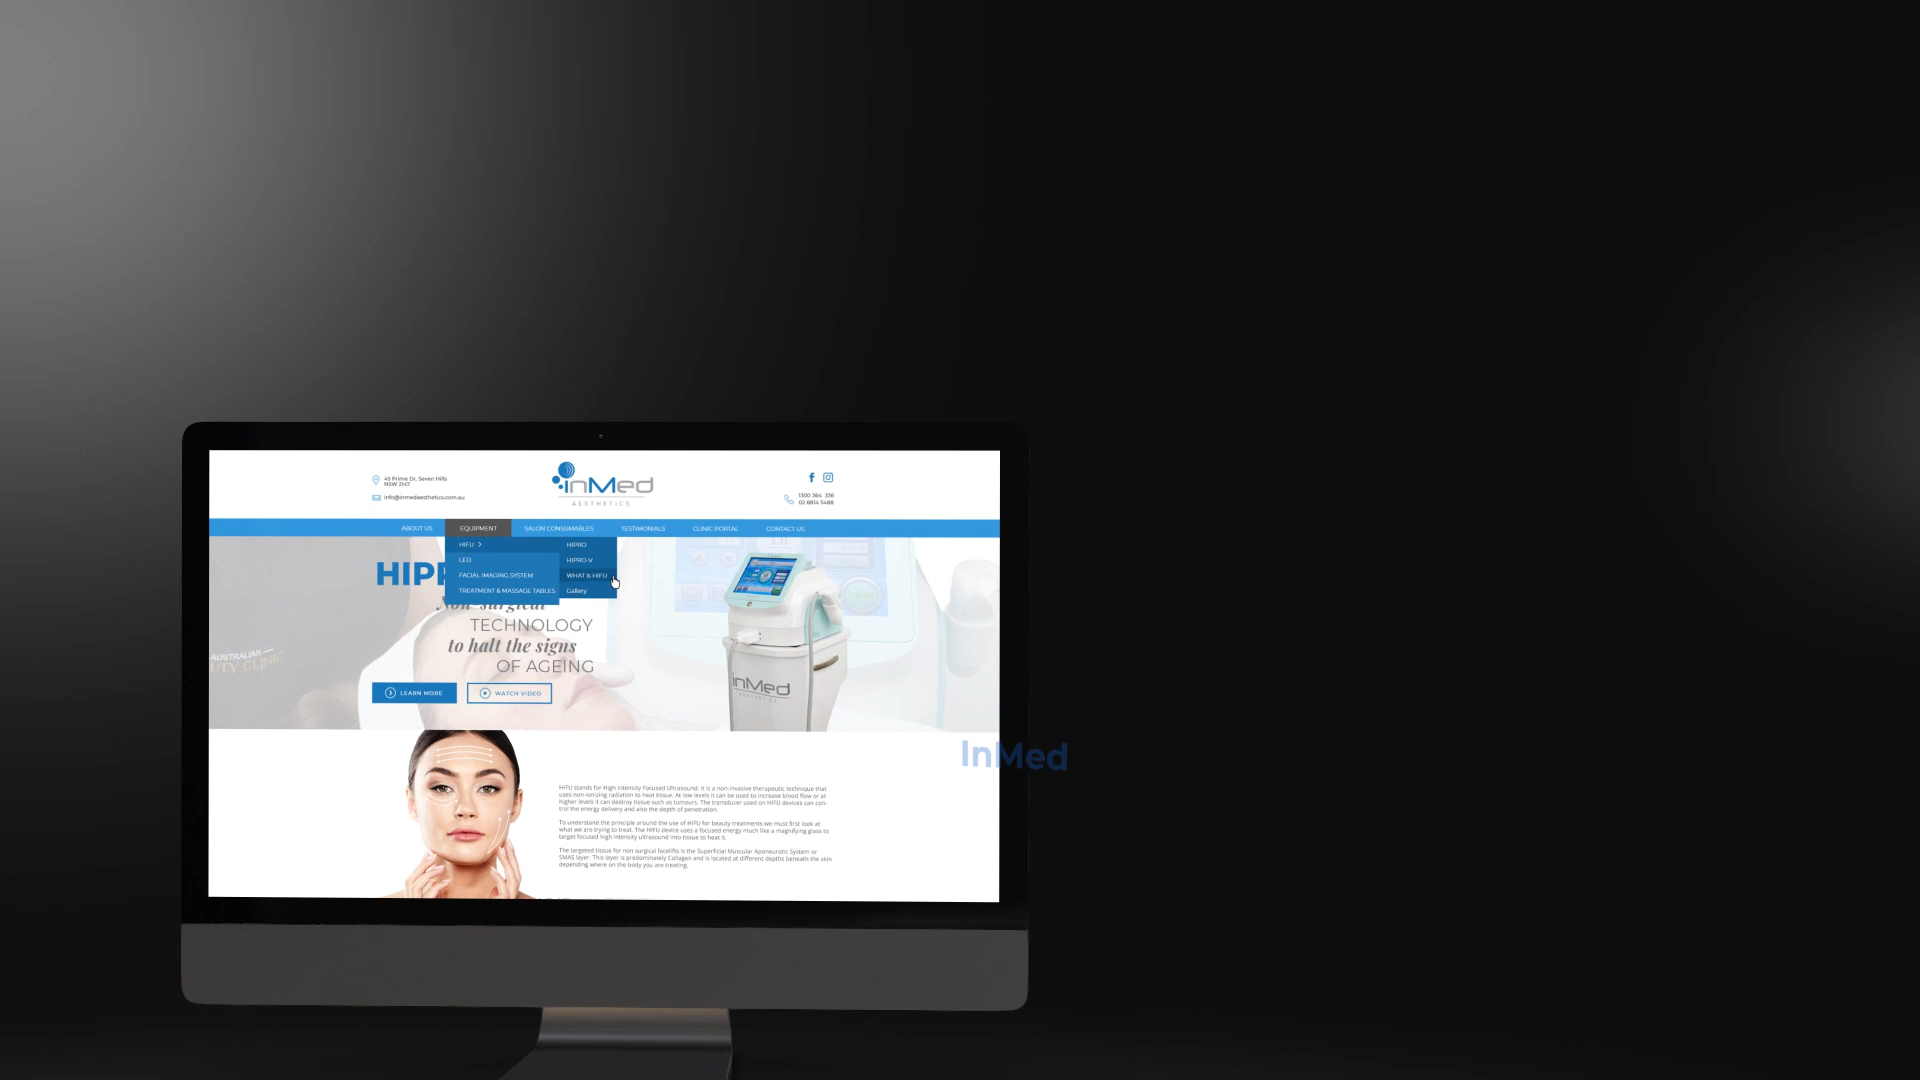 45 Prime Dr, Seven Hills
NSW 2147
info@inmedaesthetics.com.au
inMed
AESTHETICS
1300 364 336
02 8814 5488
ABOUT US
EQUIPMENT
SALON CONSUMABLES
TESTIMONIALS
CLINIC PORTAL
CONTACT US
HIFU
LED
FACIAL IMAGING SYSTEM
TREATMENT & MASSAGE TABLES
HIPRO
HIPRO-V
WHAT is HIFU
Gallery
Non-surgical
TECHNOLOGY
to halt the signs
OF AGEING
AUSTRALIAN
LEARN MORE
WATCH VIDEO
inMed
AESTHETICS
InMed
HIFU stands for High Intensity Focused Ultrasound. It is a non-invasive therapeutic technique that
uses non-ionizing radiation to heat tissue. At low levels it can be used to increase blood flow or at
higher levels it can destroy tissue such as tumours. The transducer used on HIFU devices can con-
trol the energy delivery and also the depth of penetration.
To understand the principle around the use of HIFU for beauty treatments we must first look at
what we are trying to treat. The HIFU device uses a focused energy much like a magnifying glass to
target focused high intensity ultrasound into tissue to heat it.
The targeted tissue for non surgical facelifts is the Superficial Muscular Aponeurotic System or
SMAS layer. This layer is predominately Collagen and is located at different depths beneath the skin
depending where on the body you are treating.